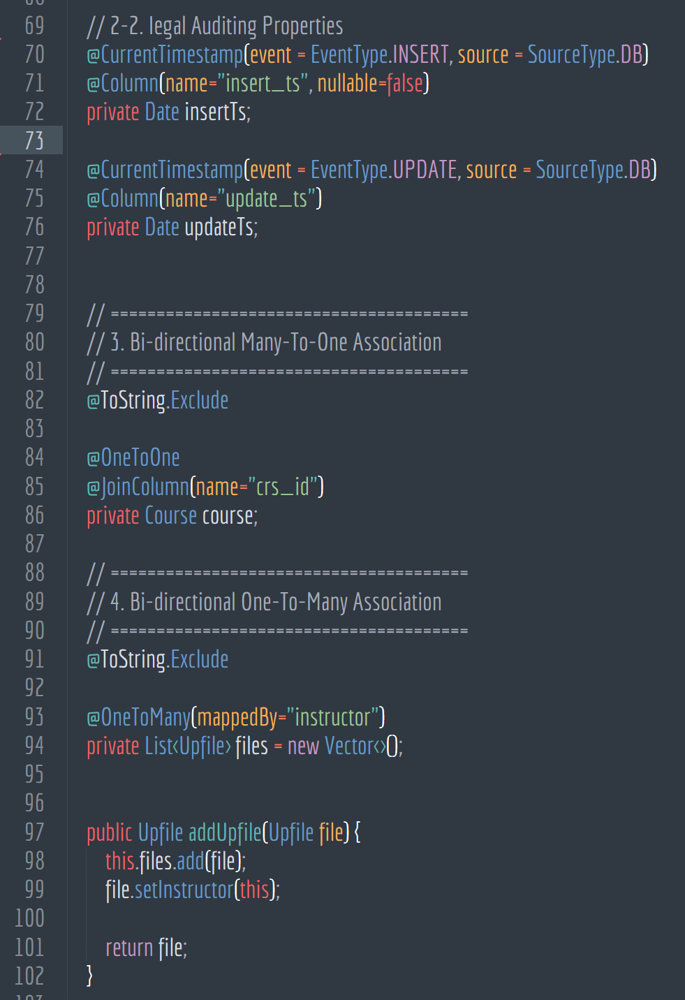 69 // 2-2. legal Auditing Properties
70 @CurrentTimestamp(event = EventType.INSERT, source = SourceType.DB)
71 @Column(name="insert_ts", nullable=false)
72 private Date insertTs;
73
74 @CurrentTimestamp(event = EventType.UPDATE, source = SourceType.DB)
75 @Column(name="update_ts")
76 private Date updateTs;
77
78
79 // =======================================
80 // 3. Bi-directional Many-To-One Association
81 // =======================================
82 @ToString.Exclude
83
84 @OneToOne
85 @JoinColumn(name="crs_id")
86 private Course course;
87
88 // =======================================
89 // 4. Bi-directional One-To-Many Association
90 // =======================================
91 @ToString.Exclude
92
93 @OneToMany(mappedBy="instructor")
94 private List<Upfile> files = new Vector<>();
95
96
97 public Upfile addUpfile(Upfile file) {
98 this.files.add(file);
99 file.setInstructor(this);
100
101 return file;
102 }